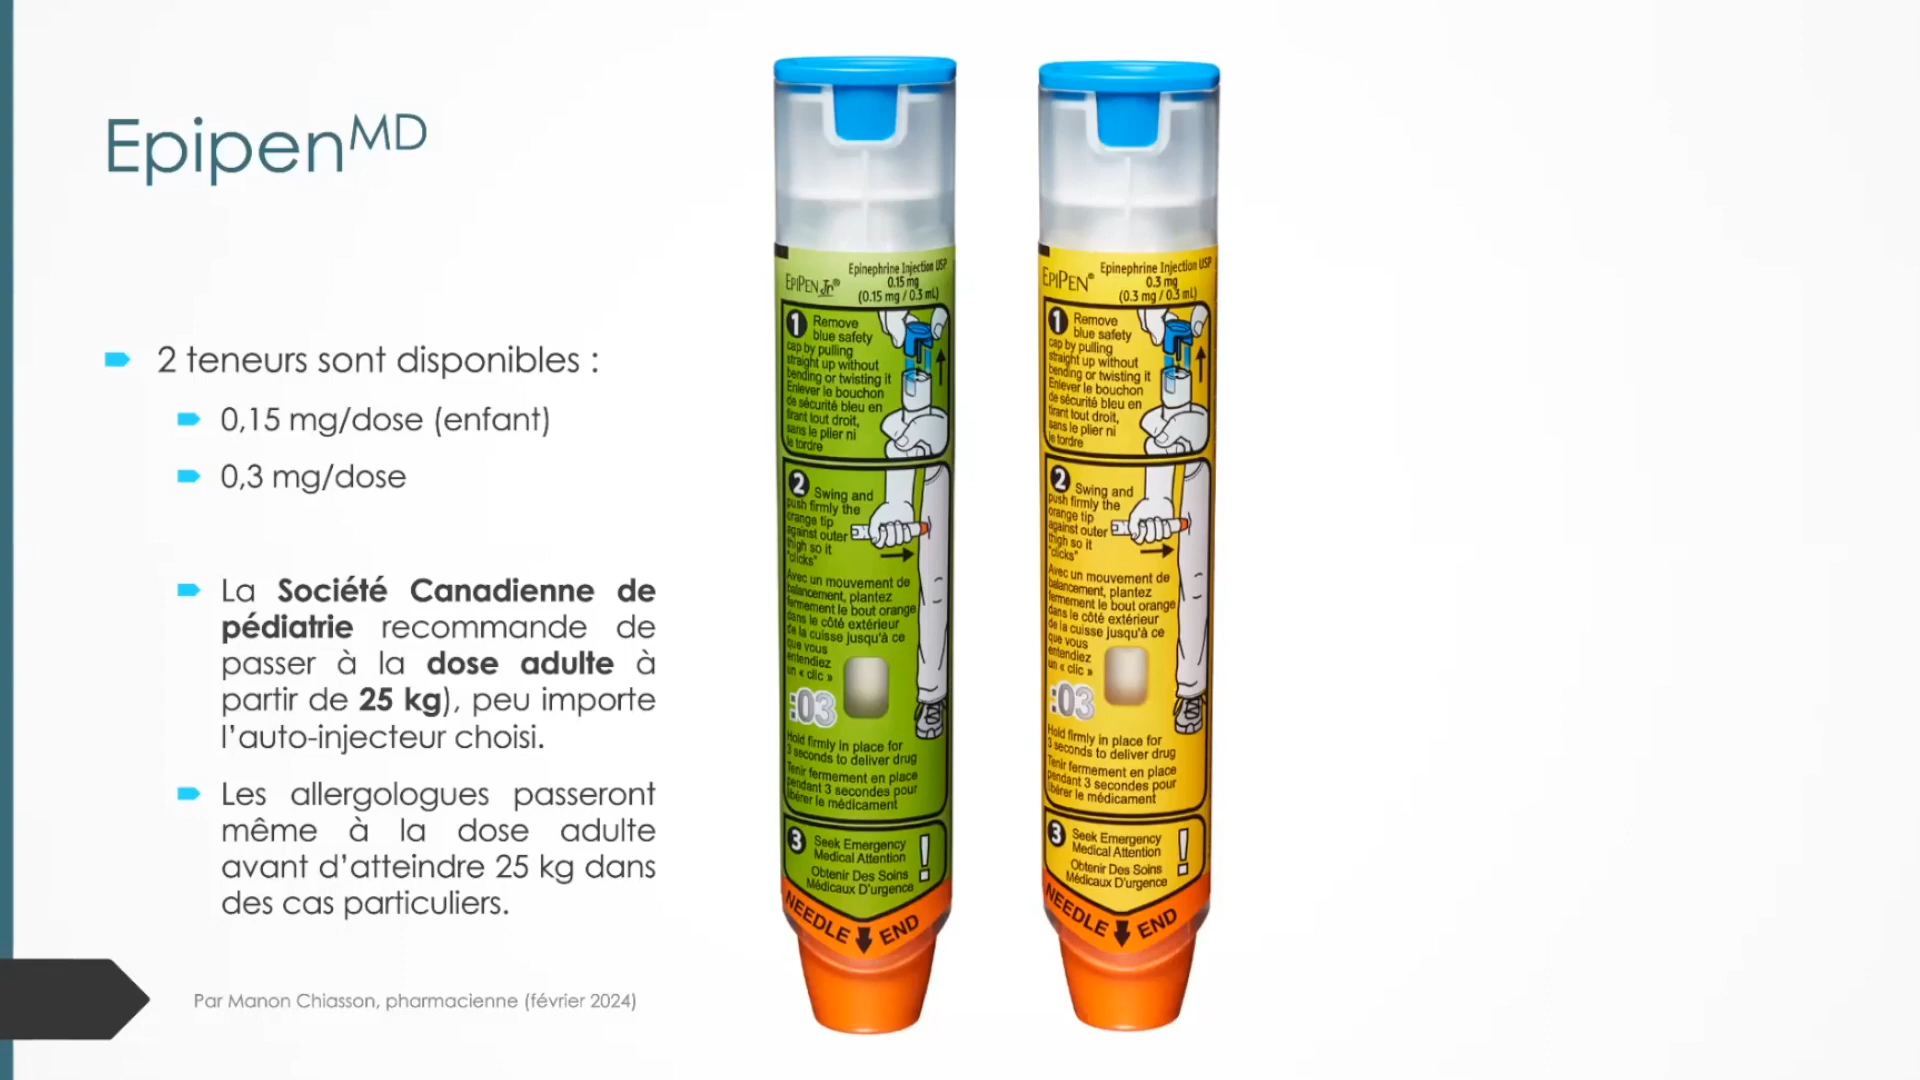 Epipen^MD
2 teneurs sont disponibles :
0,15 mg/dose (enfant)
0,3 mg/dose
La Société Canadienne de
pédiatrie recommande de
passer à la dose adulte à
partir de 25 kg), peu importe
l'auto-injecteur choisi.
Les allergologues passeront
même à la dose adulte
avant d'atteindre 25 kg dans
des cas particuliers.
Par Manon Chiasson, pharmacienne (février 2024)
EPIPEN Jr®
Epinephrine Injection USP
0.15 mg
(0.15 mg / 0.3 mL)
1 Remove
blue safety
cap by pulling
straight up without
bending or twisting it
Enlever le bouchon
de sécurité bleu en
tirant tout droit,
sans le plier ni
le tordre
2 Swing and
push firmly the
orange tip
against outer
thigh so it
"clicks"
Avec un mouvement de
balancement, plantez
fermement le bout orange
dans le côté extérieur
de la cuisse jusqu'à ce
que vous
entendiez
un « clic »
:03
Hold firmly in place for
3 seconds to deliver drug
Tenir fermement en place
pendant 3 secondes pour
libérer le médicament
3 Seek Emergency
Medical Attention
Obtenir Des Soins
Médicaux D'urgence
!
NEEDLE END
EPIPEN®
Epinephrine Injection USP
0.3 mg
(0.3 mg / 0.3 mL)
1 Remove
blue safety
cap by pulling
straight up without
bending or twisting it
Enlever le bouchon
de sécurité bleu en
tirant tout droit,
sans le plier ni
le tordre
2 Swing and
push firmly the
orange tip
against outer
thigh so it
"clicks"
Avec un mouvement de
balancement, plantez
fermement le bout orange
dans le côté extérieur
de la cuisse jusqu'à ce
que vous
entendiez
un « clic »
:03
Hold firmly in place for
3 seconds to deliver drug
Tenir fermement en place
pendant 3 secondes pour
libérer le médicament
3 Seek Emergency
Medical Attention
Obtenir Des Soins
Médicaux D'urgence
!
NEEDLE END